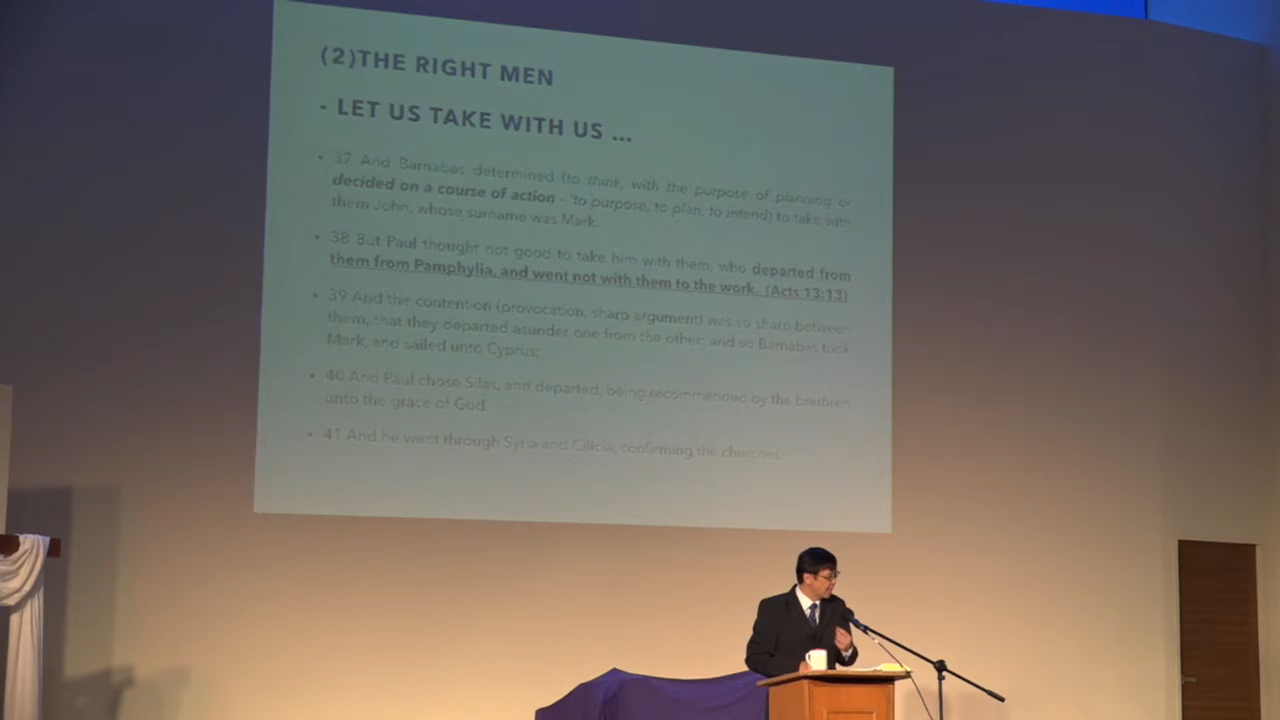 (2)THE RIGHT MEN
- LET US TAKE WITH US ...
• 37 And Barnabas determined (to think, with the purpose of planning or
decided on a course of action - 'to purpose, to plan, to intend) to take with
them John, whose surname was Mark.
• 38 But Paul thought not good to take him with them, who departed from
them from Pamphylia, and went not with them to the work. (Acts 13:13)
• 39 And the contention (provocation, sharp argument) was so sharp between
them, that they departed asunder one from the other: and so Barnabas took
Mark, and sailed unto Cyprus;
• 40 And Paul chose Silas, and departed, being recommended by the brethren
unto the grace of God.
• 41 And he went through Syria and Cilicia, confirming the churches.